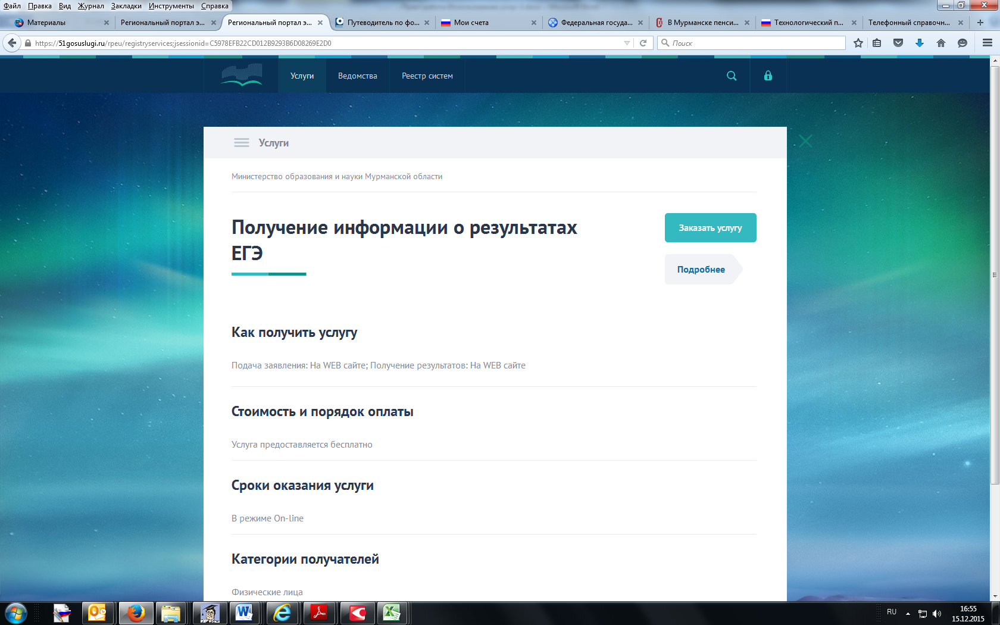 Файл Правка Вид Журнал Закладки Инструменты Справка
Материалы
Региональный портал э...
Региональный портал э...
Путеводитель по фо...
Мои счета
Федеральная госуда...
В Мурманске пенси...
Технологический п...
Телефонный справочн...
https://51gosuslugi.ru/rpeu/registryservices;jsessionid=C5978EFB22CD012B9293B6D08269E2D0
Поиск
Услуги
Ведомства
Реестр систем
Услуги
Министерство образования и науки Мурманской области
Получение информации о результатах
ЕГЭ
Заказать услугу
Подробнее
Как получить услугу
Подача заявления: На WEB сайте; Получение результатов: На WEB сайте
Стоимость и порядок оплаты
Услуга предоставляется бесплатно
Сроки оказания услуги
В режиме On-line
Категории получателей
Физические лица
RU
16:55
15.12.2015